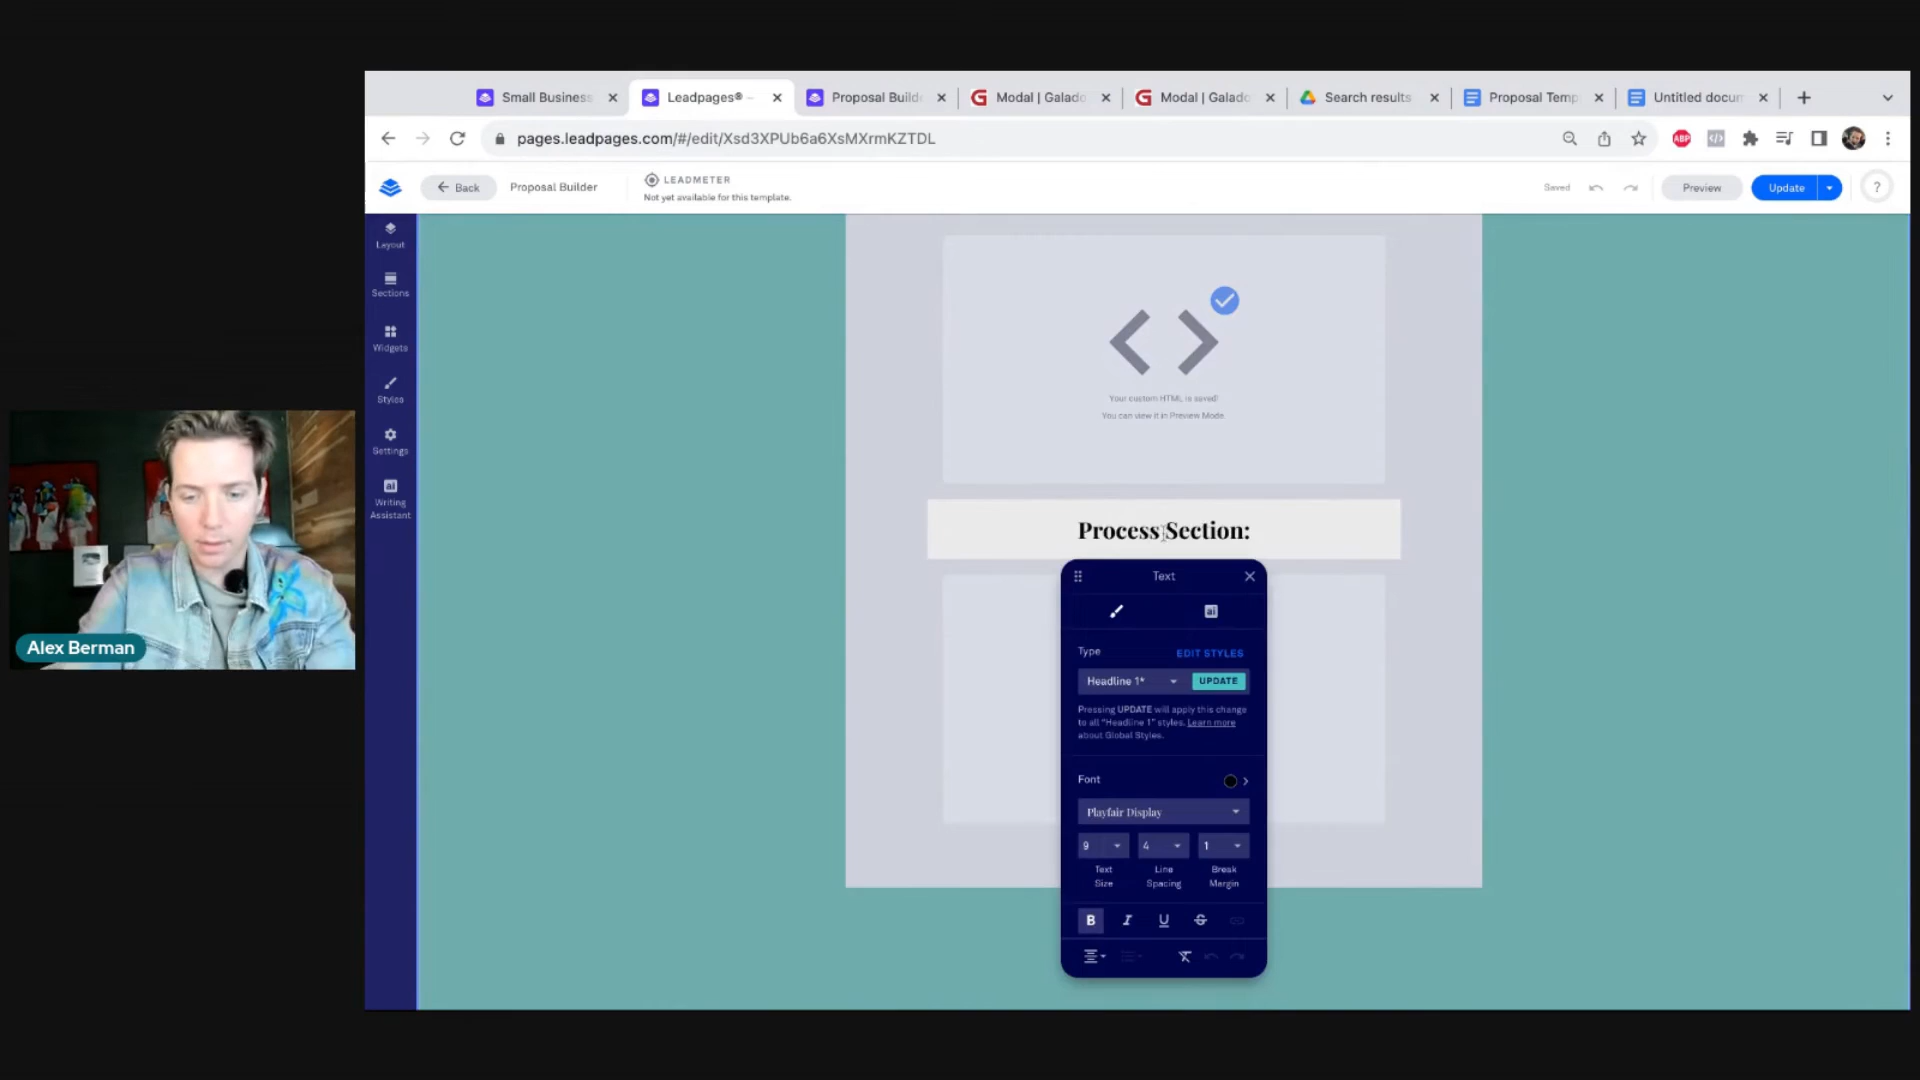 Small Business
Leadpages® –
Proposal Build
Modal | Galado
Modal | Galado
Search results
Proposal Temp
Untitled docum
pages.leadpages.com/#/edit/Xsd3XPUb6a6XsMXrmKZTDL
ABP
Back
Proposal Builder
LEADMETER
Not yet available for this template.
Saved
Preview
Update
?
Layout
Sections
Widgets
Styles
Settings
ai
Writing
Assistant
Your custom HTML is saved!
You can view it in Preview Mode.
Process Section:
Text
ai
Type
EDIT STYLES
Headline 1*
UPDATE
Pressing UPDATE will apply this change
to all "Headline 1" styles. Learn more
about Global Styles.
Font
Playfair Display
9
4
1
Text
Size
Line
Spacing
Break
Margin
B I U S
Alex Berman